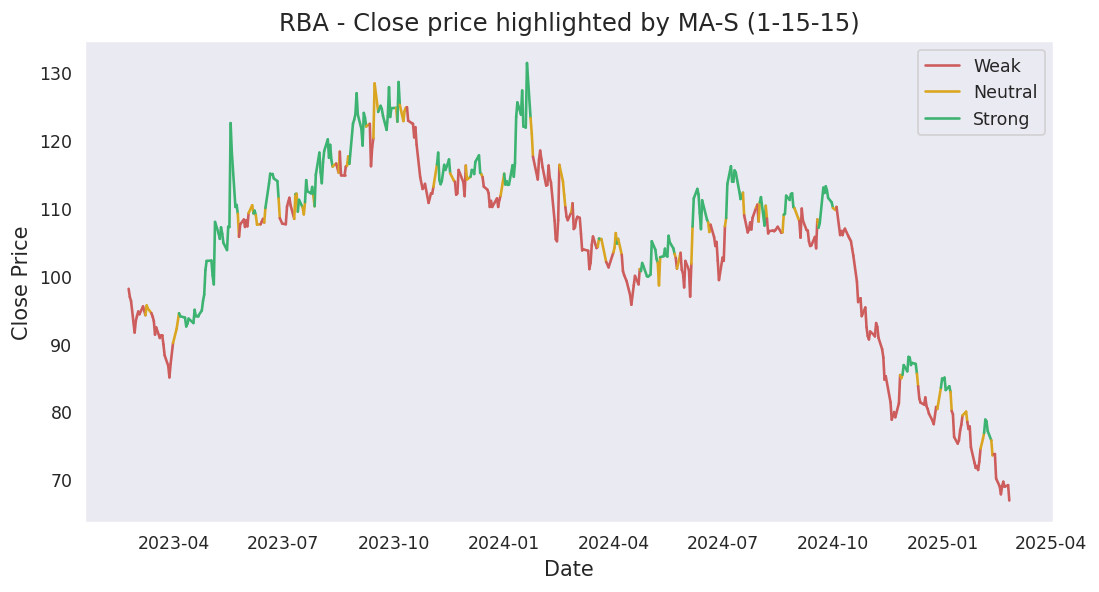 RBA - Close price highlighted by MA-S (1-15-15)
Weak
Neutral
Strong
Close Price
130
120
110
100
90
80
70
2023-04 2023-07 2023-10 2024-01 2024-04 2024-07 2024-10 2025-01 2025-04
Date